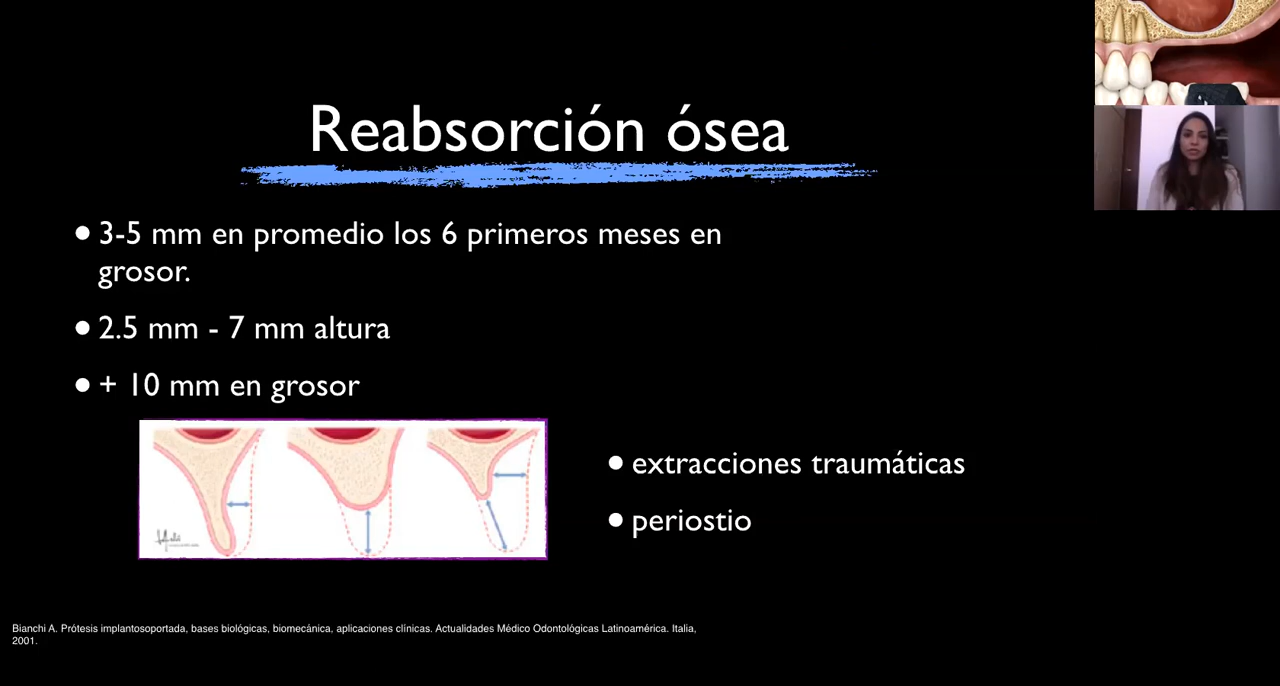 Reabsorción ósea
• 3-5 mm en promedio los 6 primeros meses en
grosor.
• 2.5 mm - 7 mm altura
• + 10 mm en grosor
• extracciones traumáticas
• periostio
Bianchi A. Prótesis implantosoportada, bases biológicas, biomecánica, aplicaciones clínicas. Actualidades Médico Odontológicas Latinoamérica. Italia,
2001.